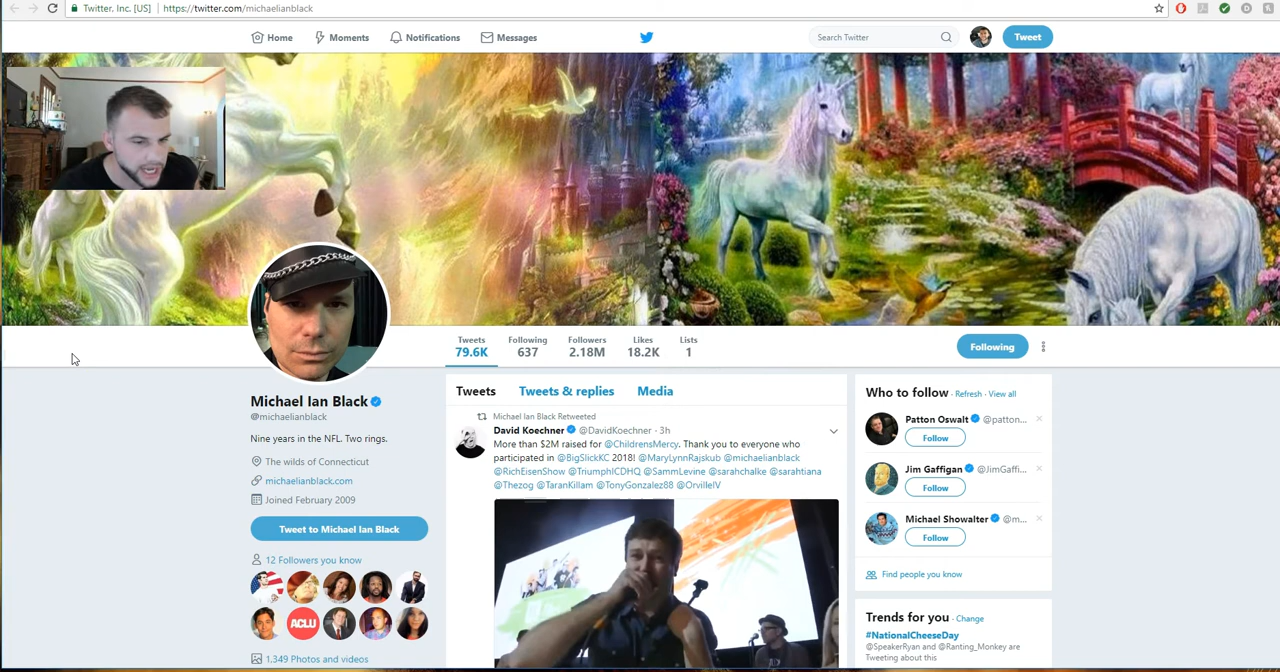 Twitter, Inc. [US] https://twitter.com/michaelianblack
Home Moments Notifications Messages Search Twitter Tweet
Tweets Following Followers Likes Lists
79.6K 637 2.18M 18.2K 1
Following
Michael Ian Black
@michaelianblack
Nine years in the NFL. Two rings.
The wilds of Connecticut
michaelianblack.com
Joined February 2009
Tweet to Michael Ian Black
12 Followers you know
ACLU
1,349 Photos and videos
Tweets Tweets & replies Media
Michael Ian Black Retweeted
David Koechner @DavidKoechner · 3h
More than $2M raised for @ChildrensMercy. Thank you to everyone who
participated in @BigSlickKC 2018! @MaryLynnRajskub @michaelianblack
@RichEisenShow @TriumphICDHQ @SammLevine @sarahchalke @sarahtiana
@Thezog @TaranKillam @TonyGonzalez88 @OrvilleIV
Who to follow · Refresh · View all
Patton Oswalt @patton...
Follow
Jim Gaffigan @JimGaffi...
Follow
Michael Showalter @m...
Follow
Find people you know
Trends for you · Change
#NationalCheeseDay
@SpeakerRyan and @Ranting_Monkey are
Tweeting about this